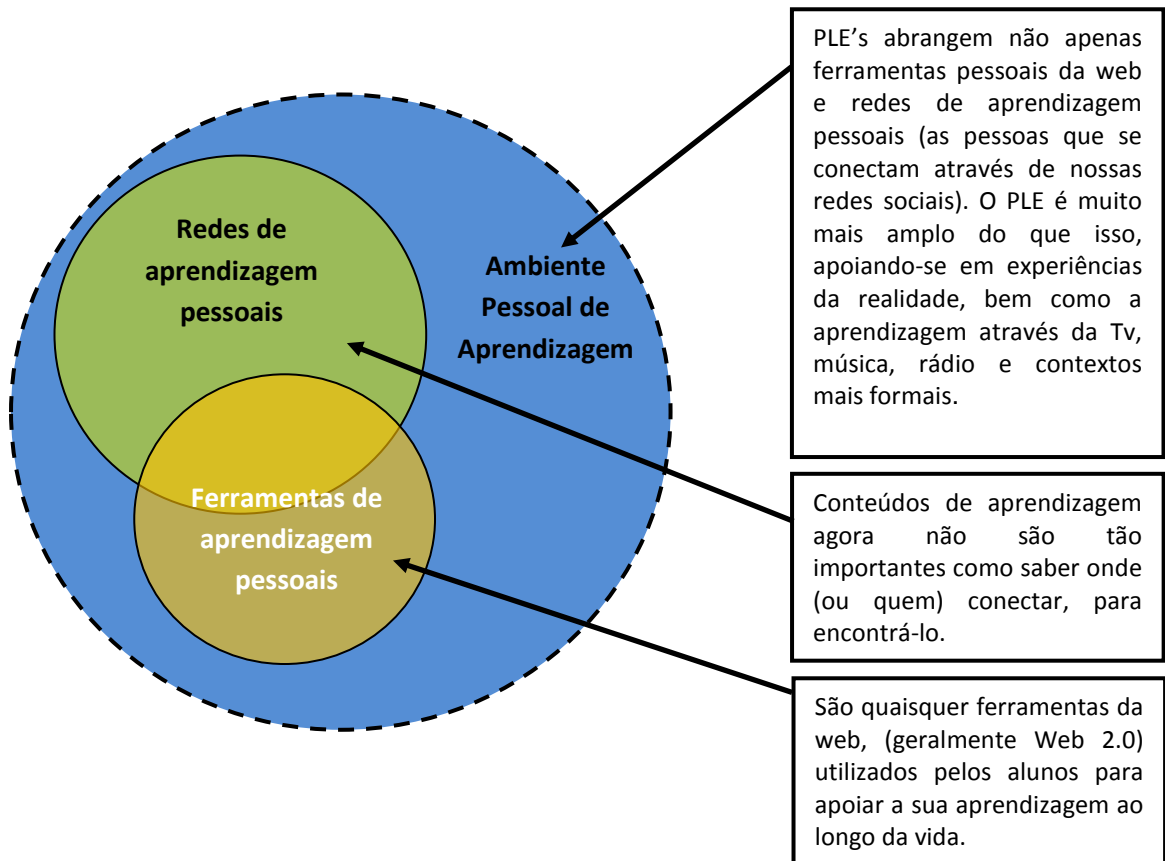 Redes de
aprendizagem
pessoais
Ambiente
Pessoal de
Aprendizagem
Ferramentas de
aprendizagem
pessoais
PLE’s abrangem não apenas
ferramentas pessoais da web
e redes de aprendizagem
pessoais (as pessoas que se
conectam através de nossas
redes sociais). O PLE é muito
mais amplo do que isso,
apoiando-se em experiências
da realidade, bem como a
aprendizagem através da Tv,
música, rádio e contextos
mais formais.
Conteúdos de aprendizagem
agora não são tão
importantes como saber onde
(ou quem) conectar, para
encontrá-lo.
São quaisquer ferramentas da
web, (geralmente Web 2.0)
utilizados pelos alunos para
apoiar a sua aprendizagem ao
longo da vida.